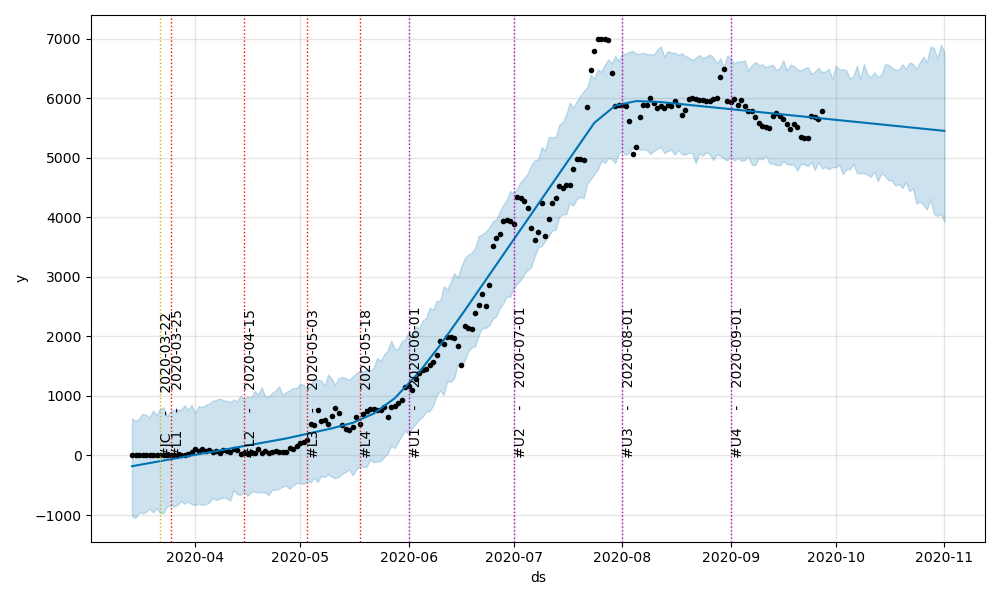 y
7000
6000
5000
4000
3000
2000
1000
0
−1000
#JC - 2020-03-22
#L1 - 2020-03-25
#L2 - 2020-04-15
#L3 - 2020-05-03
#L4 - 2020-05-18
#U1 - 2020-06-01
#U2 - 2020-07-01
#U3 - 2020-08-01
#U4 - 2020-09-01
2020-04
2020-05
2020-06
2020-07
2020-08
2020-09
2020-10
2020-11
ds